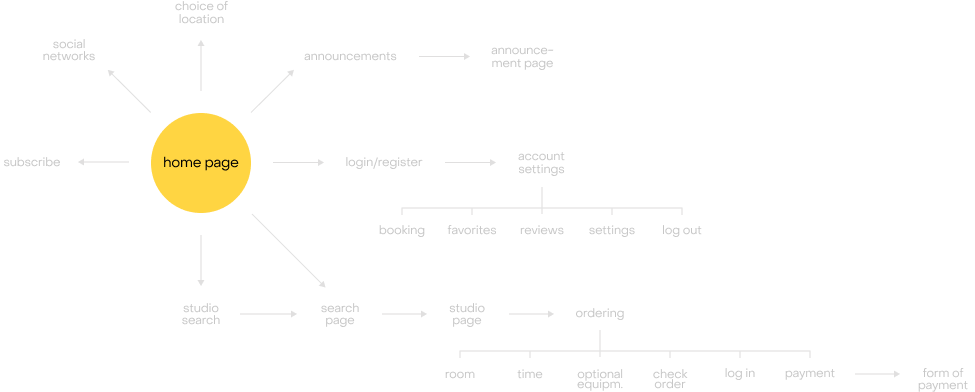 choice of
location
social
networks
announcements
announce-
ment page
subscribe
home page
login/register
account
settings
booking
favorites
reviews
settings
log out
studio
search
search
page
studio
page
ordering
room
time
optional
equipm.
check
order
log in
payment
form of
payment